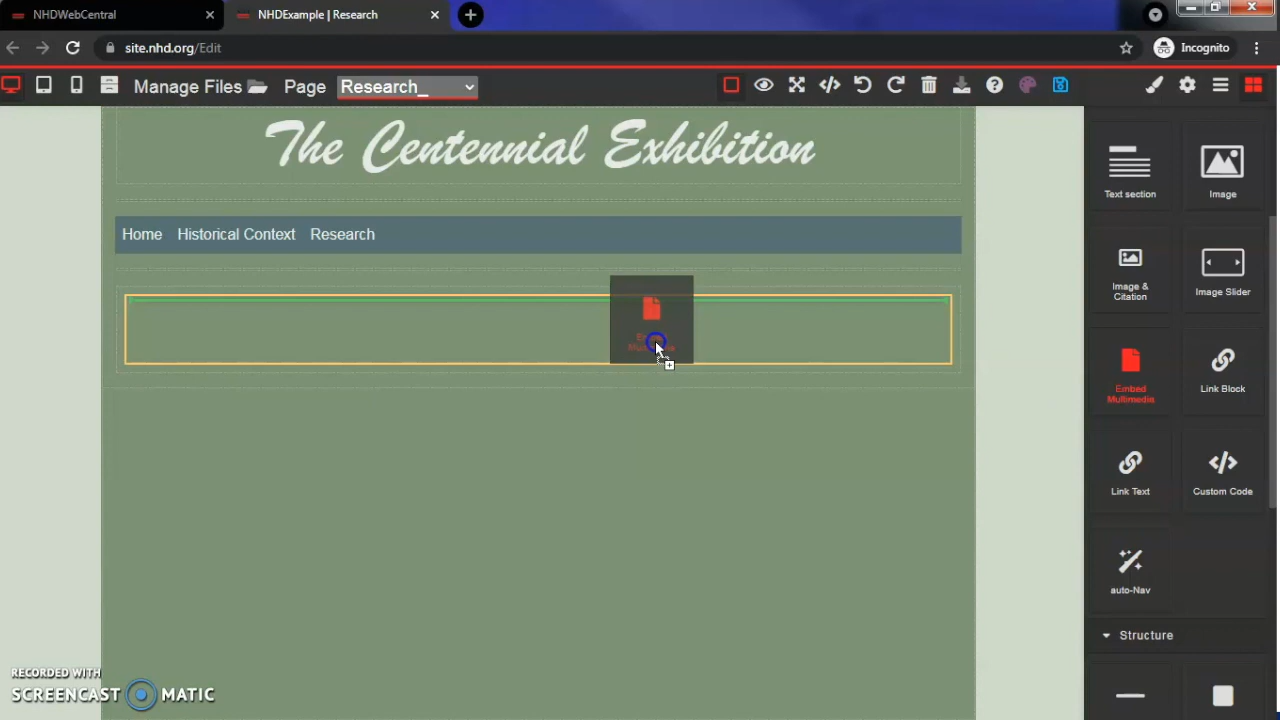 NHDWebCentral
NHDExample | Research
site.nhd.org/Edit
Incognito
Manage Files
Page
Research_
The Centennial Exhibition
Home Historical Context Research
Text section
Image
Image &
Citation
Image Slider
Embed
Multimedia
Link Block
Link Text
Custom Code
auto-Nav
Structure
RECORDED WITH
SCREENCAST MATIC